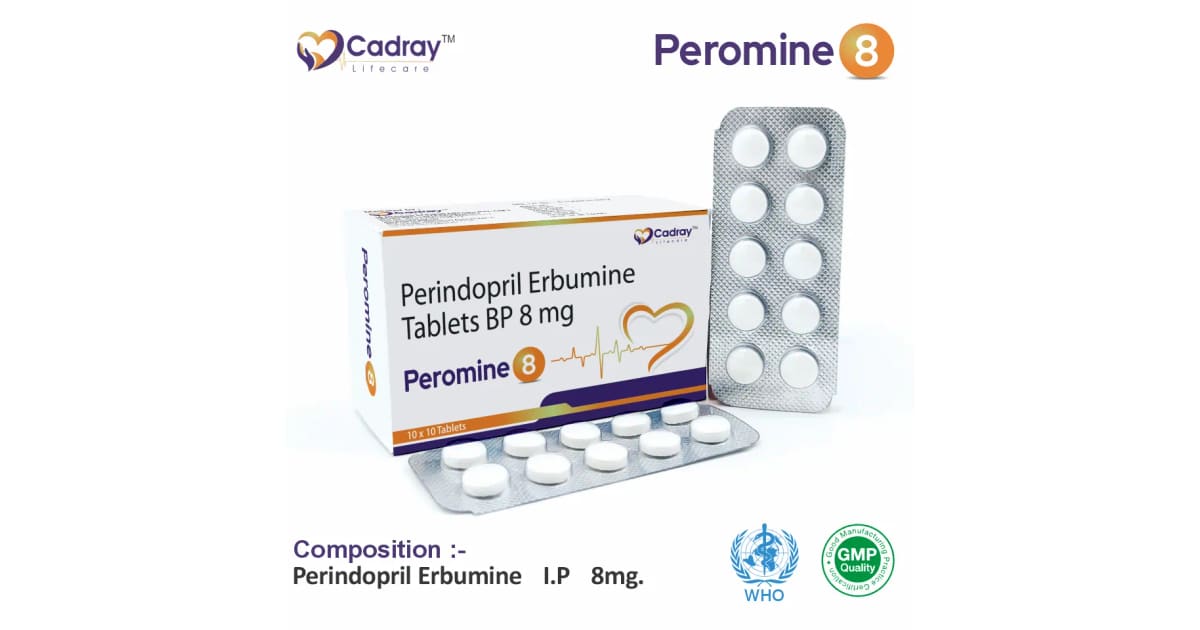 Cadray™
Lifecare
Peromine 8
Cadray™
Lifecare
Perindopril Erbumine
Tablets BP 8 mg
Peromine 8
10 x 10 Tablets
Peromine 8
Cadray
Composition :-
Perindopril Erbumine I.P 8mg.
WHO
Good Manufacturing
GMP
Quality
Practice Certification